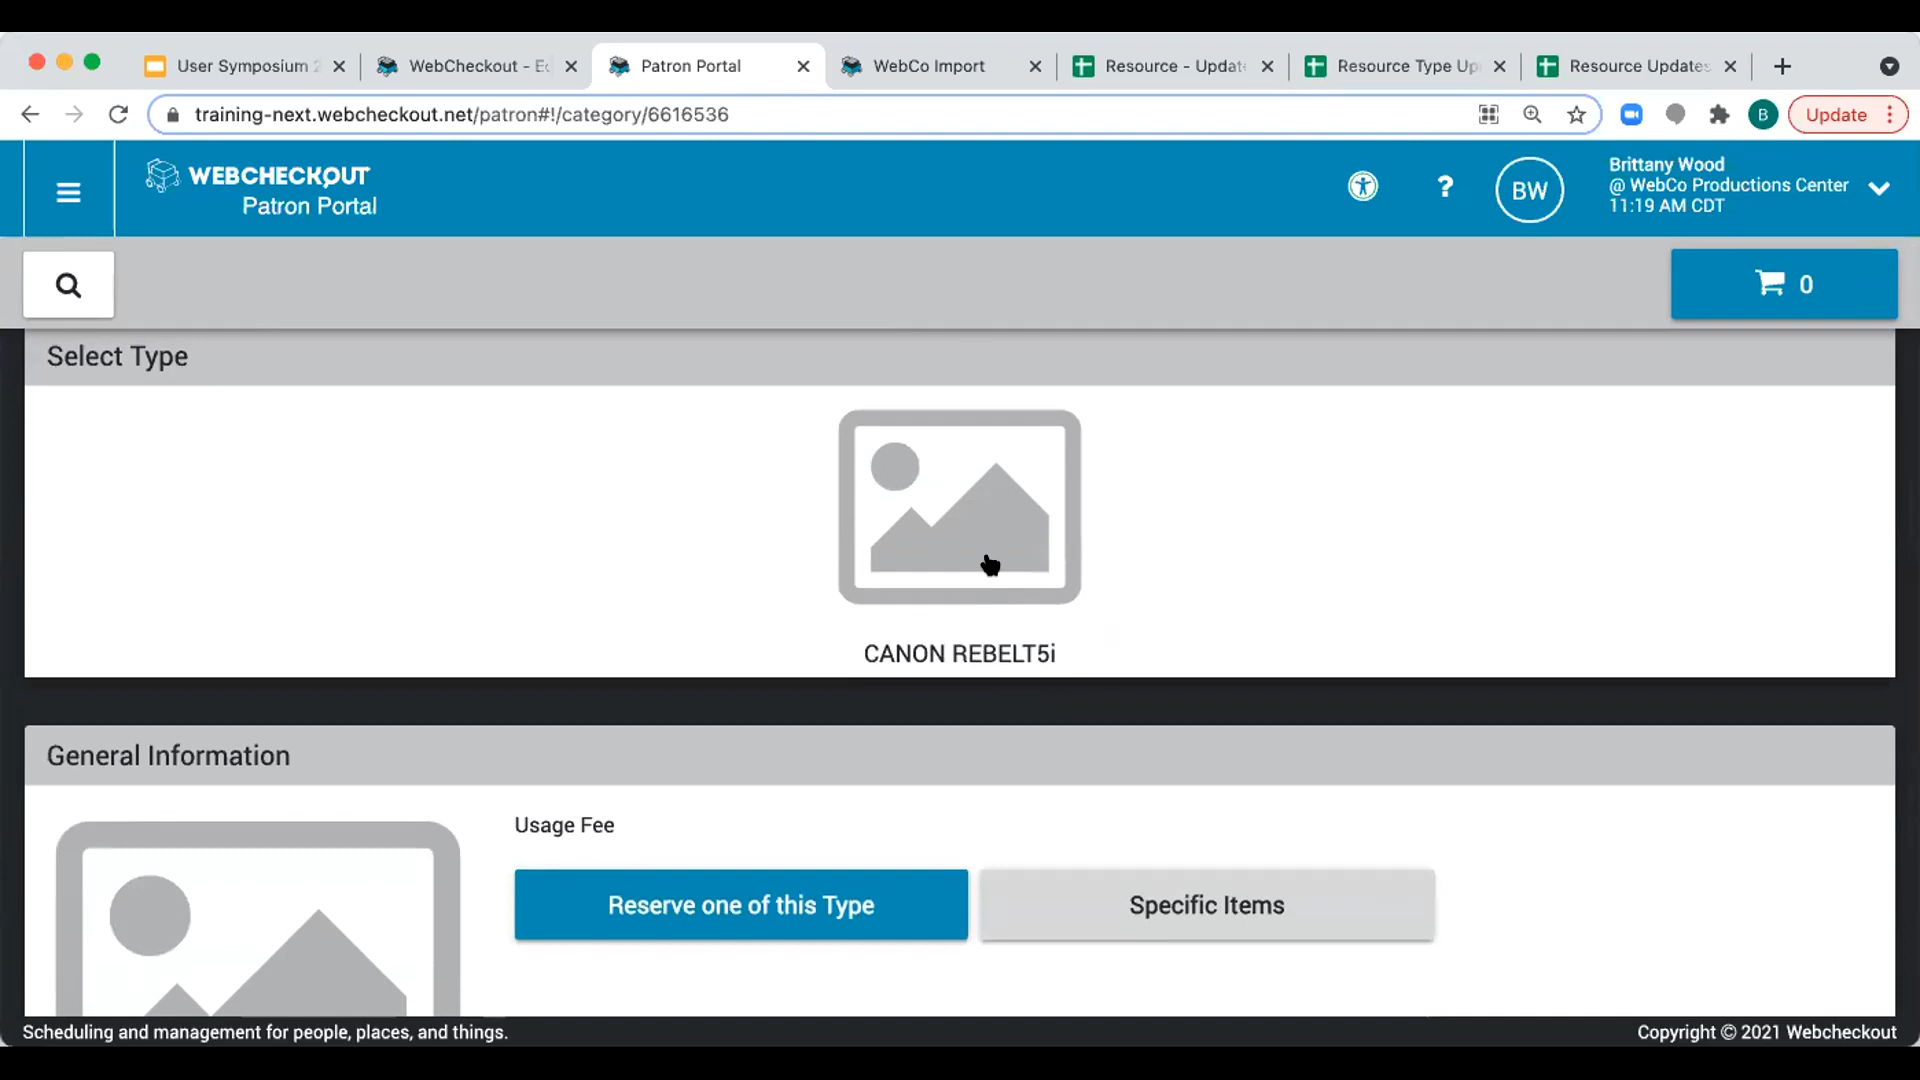 User Symposium 2
WebCheckout - Ec
Patron Portal
WebCo Import
Resource - Updat
Resource Type Up
Resource Updates
training-next.webcheckout.net/patron#!/category/6616536
B
Update
WEBCHECKOUT
Patron Portal
?
BW
Brittany Wood
@ WebCo Productions Center
11:19 AM CDT
0
Select Type
CANON REBELT5i
General Information
Usage Fee
Reserve one of this Type
Specific Items
Scheduling and management for people, places, and things.
Copyright © 2021 Webcheckout